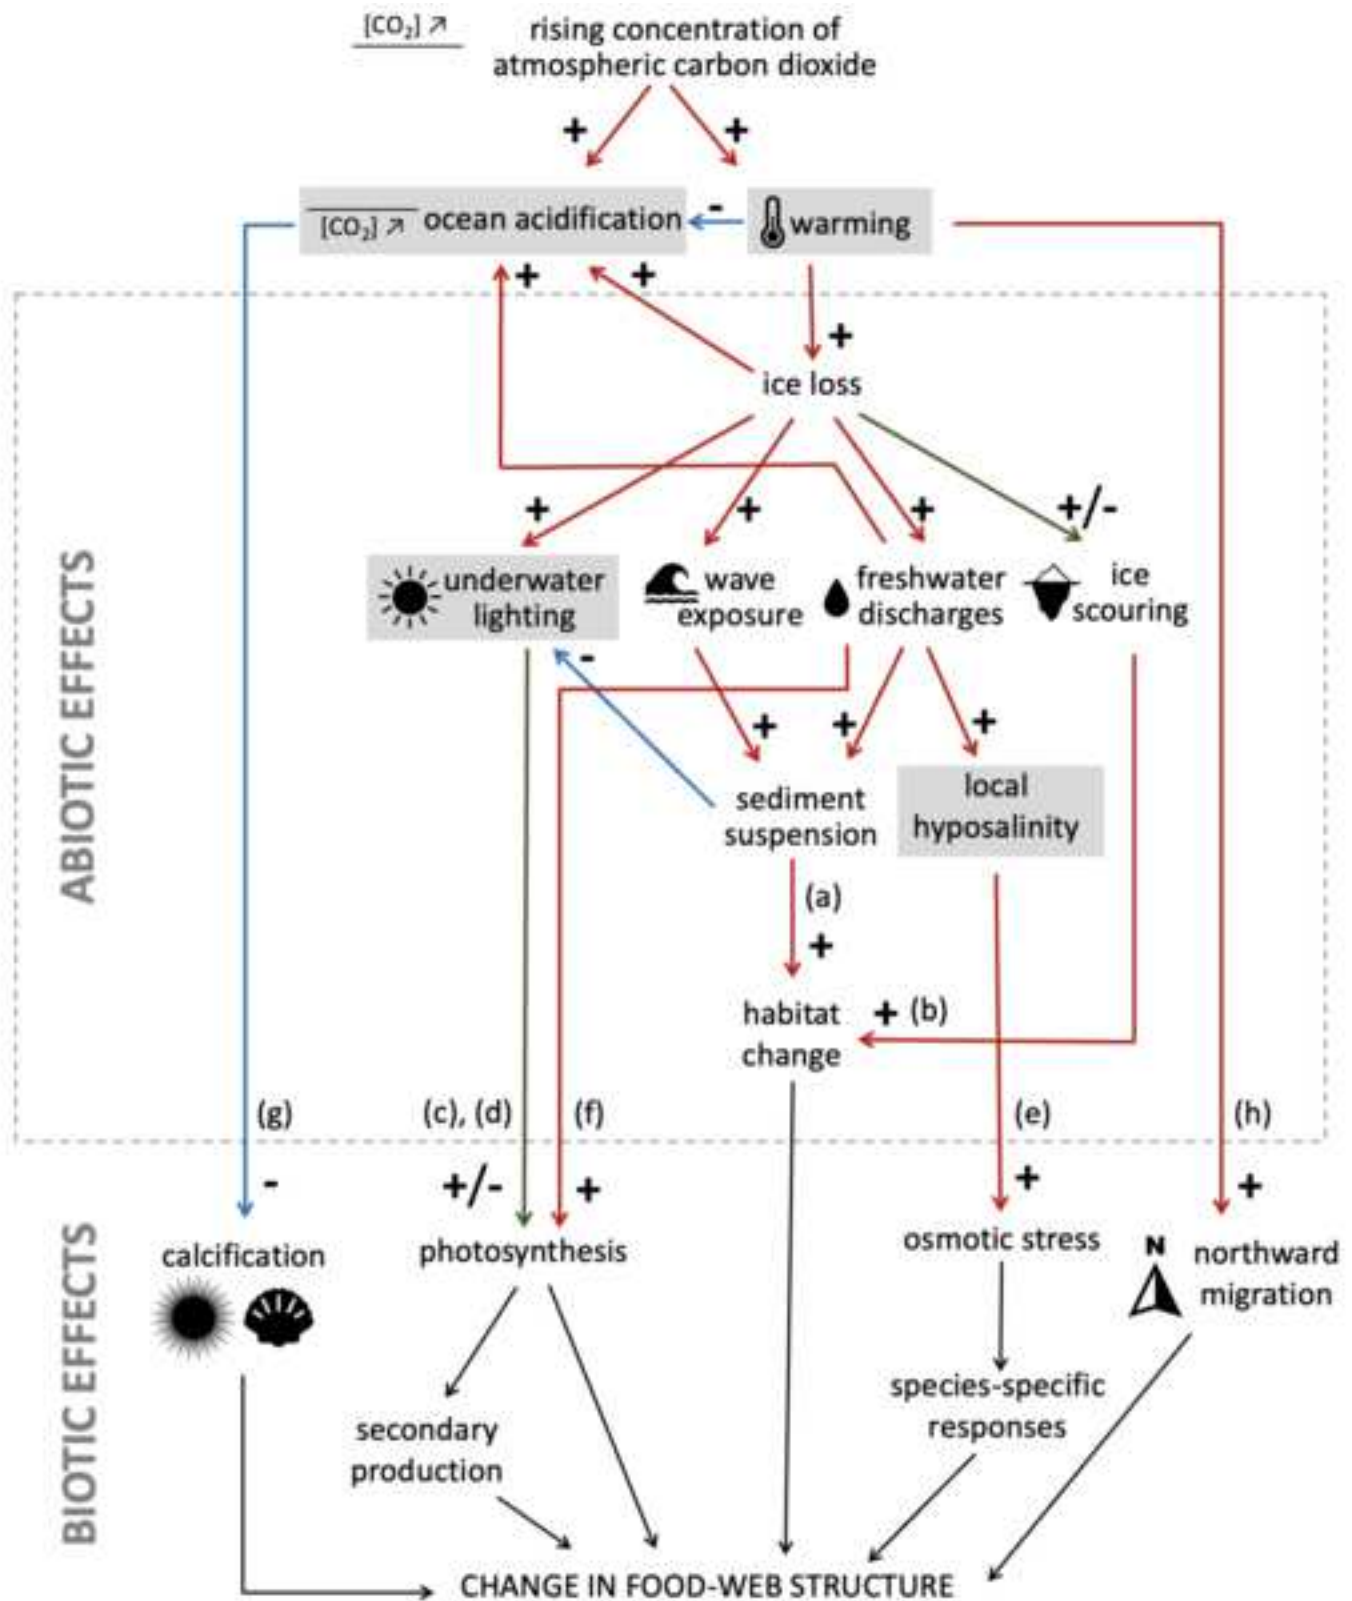 [CO₂] ↗
rising concentration of
atmospheric carbon dioxide
+
+
[CO₂] ↗ ocean acidification
-
warming
+
+
+
ice loss
+
+
+
+/-
underwater
lighting
wave
exposure
freshwater
discharges
ice
scouring
-
+
+
+
sediment
suspension
local
hyposalinity
(a)
+
habitat
change
+ (b)
ABIOTIC EFFECTS
(g)
(c), (d)
(f)
(e)
(h)
-
+/-
+
+
+
calcification
photosynthesis
osmotic stress
N
northward
migration
BIOTIC EFFECTS
secondary
production
species-specific
responses
CHANGE IN FOOD-WEB STRUCTURE